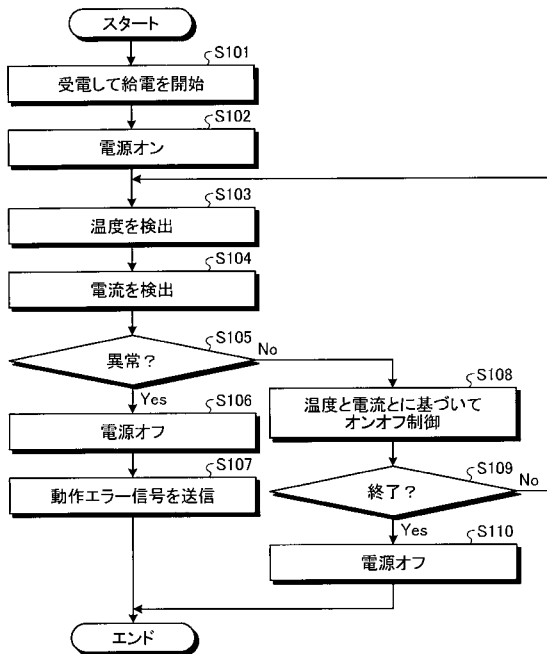 スタート
S101
受電して給電を開始
S102
電源オン
S103
温度を検出
S104
電流を検出
S105
異常?
No
Yes
S106
電源オフ
S107
動作エラー信号を送信
S108
温度と電流とに基づいて
オンオフ制御
S109
終了?
No
Yes
S110
電源オフ
エンド